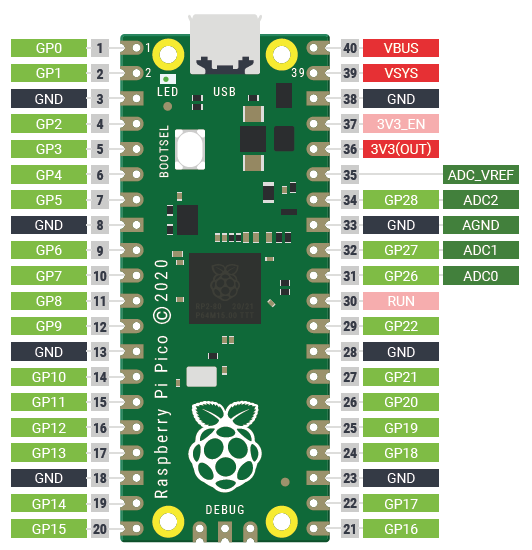 GP0 1 1 40 VBUS
GP1 2 2 39 39 VSYS
LED USB
GND 3 38 GND
GP2 4 37 3V3_EN
GP3 5 36 3V3(OUT)
BOOTSEL
GP4 6 35 ADC_VREF
GP5 7 34 GP28 ADC2
GND 8 33 GND AGND
GP6 9 32 GP27 ADC1
GP7 10 31 GP26 ADC0
GP8 11 30 RUN
GP9 12 29 GP22
GND 13 28 GND
GP10 14 27 GP21
GP11 15 26 GP20
GP12 16 25 GP19
GP13 17 24 GP18
Raspberry Pi Pico © 2020
GND 18 23 GND
GP14 19 22 GP17
DEBUG
GP15 20 21 GP16